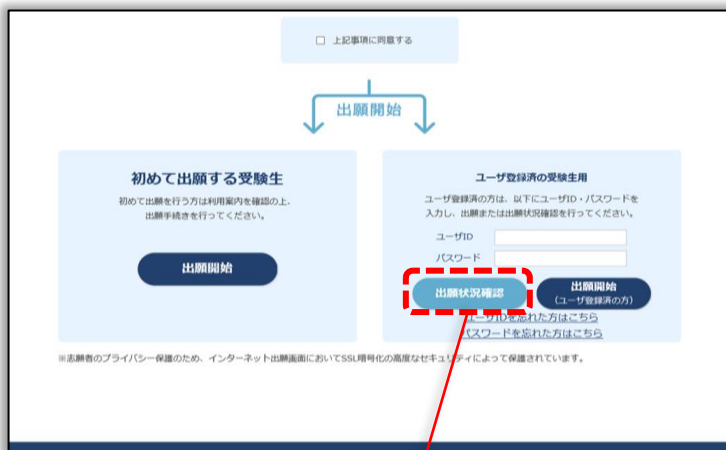 上記事項に同意する
出願開始
初めて出願する受験生
初めて出願を行う方は利用案内を確認の上、
出願手続きを行ってください。
出願開始
ユーザ登録済の受験生用
ユーザ登録済の方は、以下にユーザID・パスワードを
入力し、出願または出願状況確認を行ってください。
ユーザID
パスワード
出願状況確認
出願開始
(ユーザ登録済の方)
ユーザIDを忘れた方はこちら
パスワードを忘れた方はこちら
※志願者のプライバシー保護のため、インターネット出願画面においてSSL暗号化の高度なセキュリティによって保護されています。